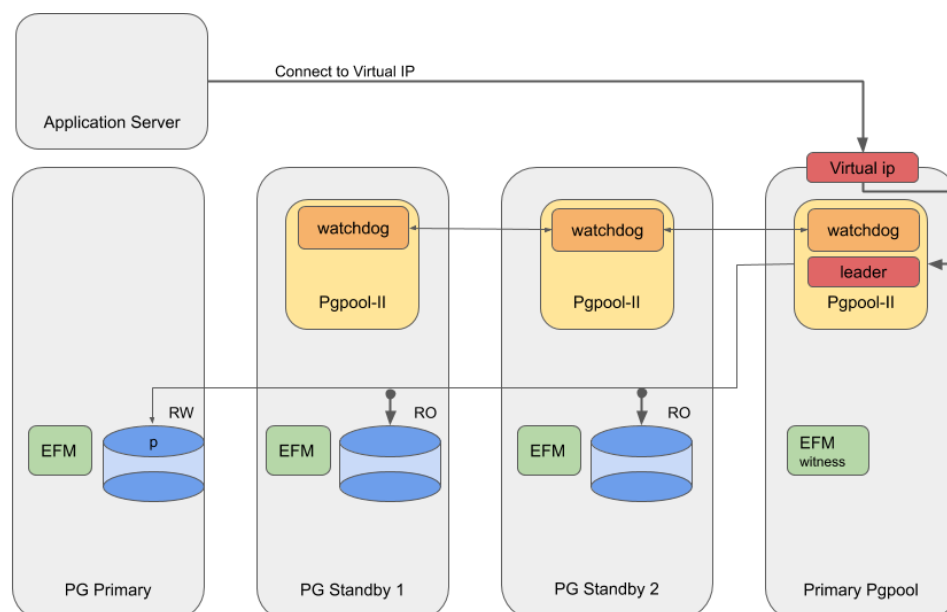 Connect to Virtual IP
Application Server
Virtual ip
watchdog
watchdog
watchdog
leader
Pgpool-II
Pgpool-II
Pgpool-II
RW
RO
RO
p
EFM
EFM
EFM
EFM
witness
PG Primary
PG Standby 1
PG Standby 2
Primary Pgpool